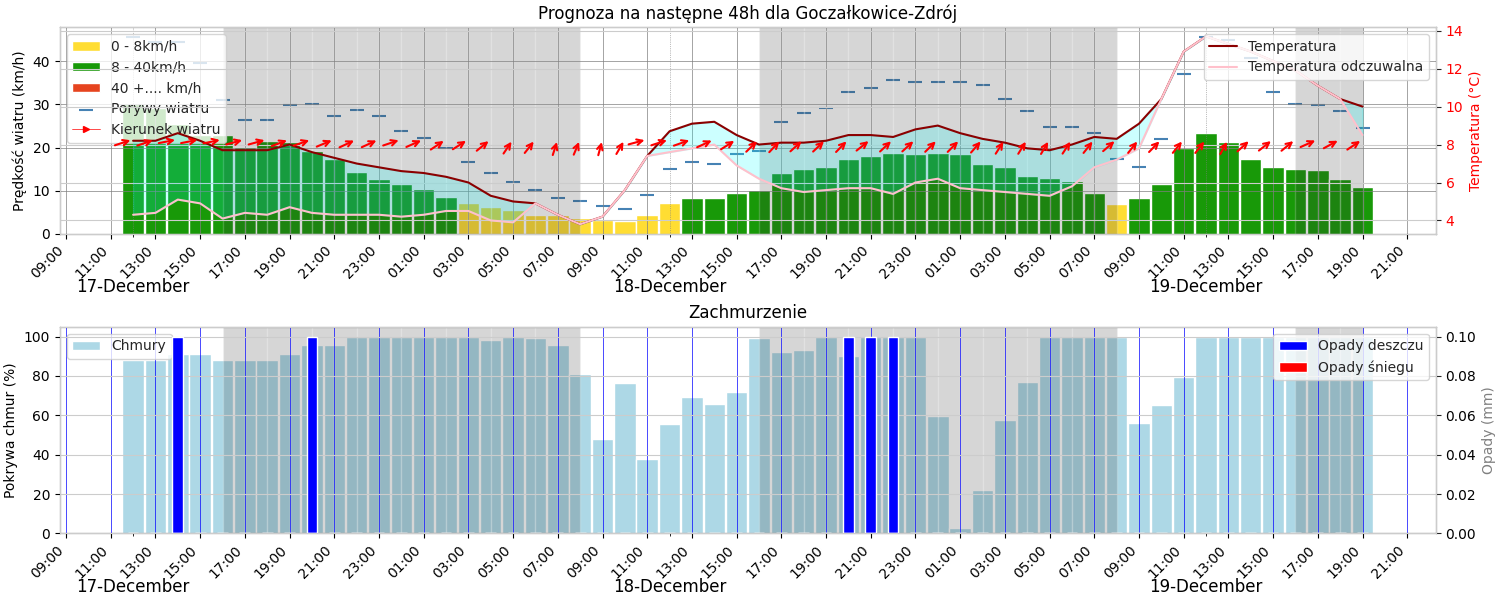 Prognoza na następne 48h dla Goczałkowice-Zdrój
Prędkość wiatru (km/h)
0 10 20 30 40
0 - 8km/h
8 - 40km/h
40 +.... km/h
Porywy wiatru
Kierunek wiatru
Temperatura
Temperatura odczuwalna
4 6 8 10 12 14
Temperatura (°C)
09:00 11:00 13:00 15:00 17:00 19:00 21:00 23:00 01:00 03:00 05:00 07:00 09:00 11:00 13:00 15:00 17:00 19:00 21:00 23:00 01:00 03:00 05:00 07:00 09:00 11:00 13:00 15:00 17:00 19:00 21:00
17-December 18-December 19-December
Zachmurzenie
Pokrywa chmur (%)
0 20 40 60 80 100
Chmury
Opady deszczu
Opady śniegu
0.00 0.02 0.04 0.06 0.08 0.10
Opady (mm)
09:00 11:00 13:00 15:00 17:00 19:00 21:00 23:00 01:00 03:00 05:00 07:00 09:00 11:00 13:00 15:00 17:00 19:00 21:00 23:00 01:00 03:00 05:00 07:00 09:00 11:00 13:00 15:00 17:00 19:00 21:00
17-December 18-December 19-December